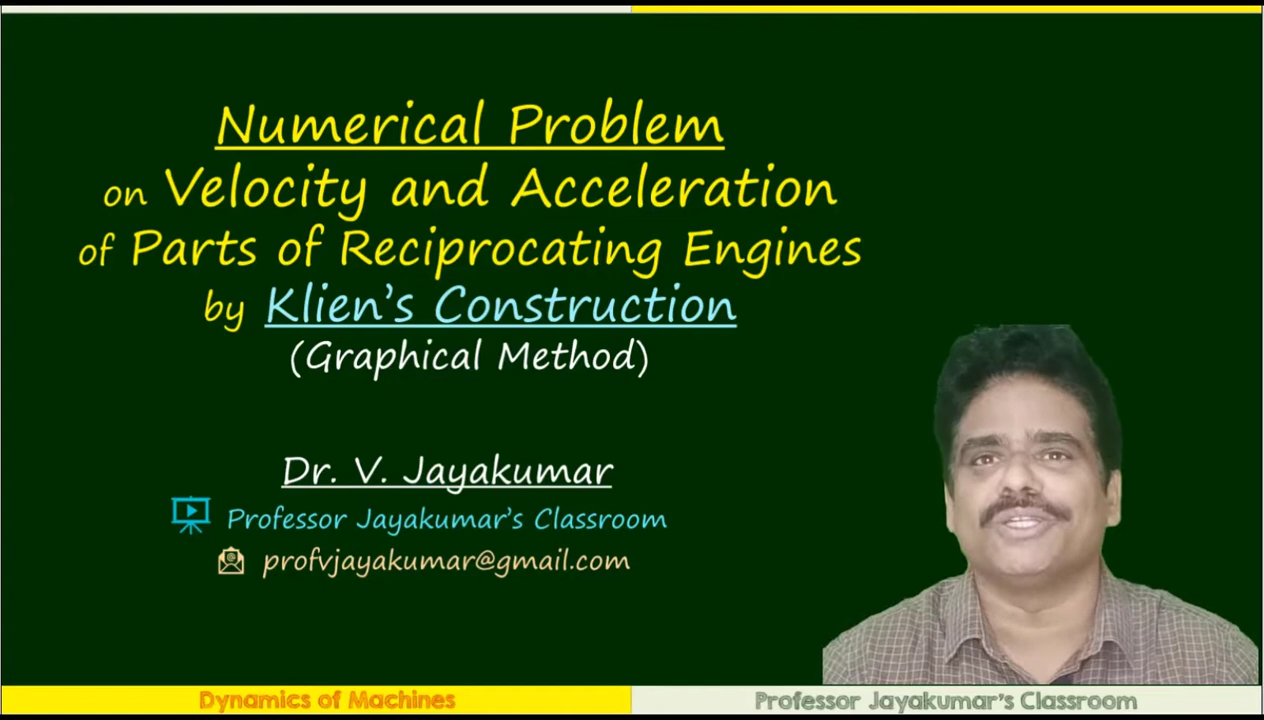 Numerical Problem
on Velocity and Acceleration
of Parts of Reciprocating Engines
by Klien's Construction
(Graphical Method)
Dr. V. Jayakumar
Professor Jayakumar's Classroom
profvjayakumar@gmail.com
Dynamics of Machines
Professor Jayakumar's Classroom